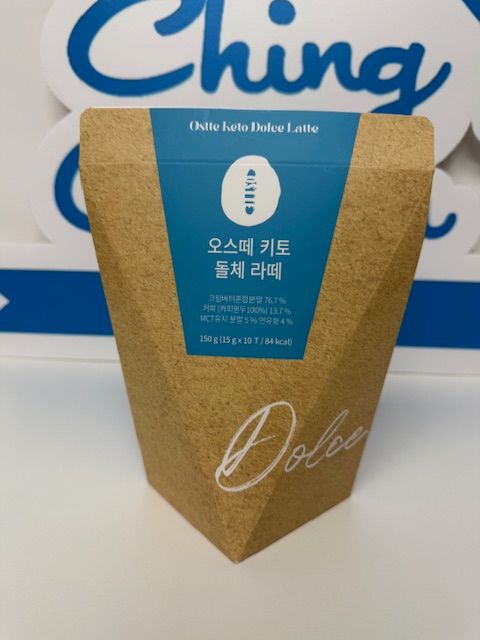 Ching
Ostte Keto Dolce Latte
오스떼 키토
돌체 라떼
크림버터혼합분말 76.7 %
커피 (커피원두100%) 13.7 %
MCT유지 분말 5 % 연유향 4 %
150 g (15 g x 10 T / 84 kcal)
Dolce